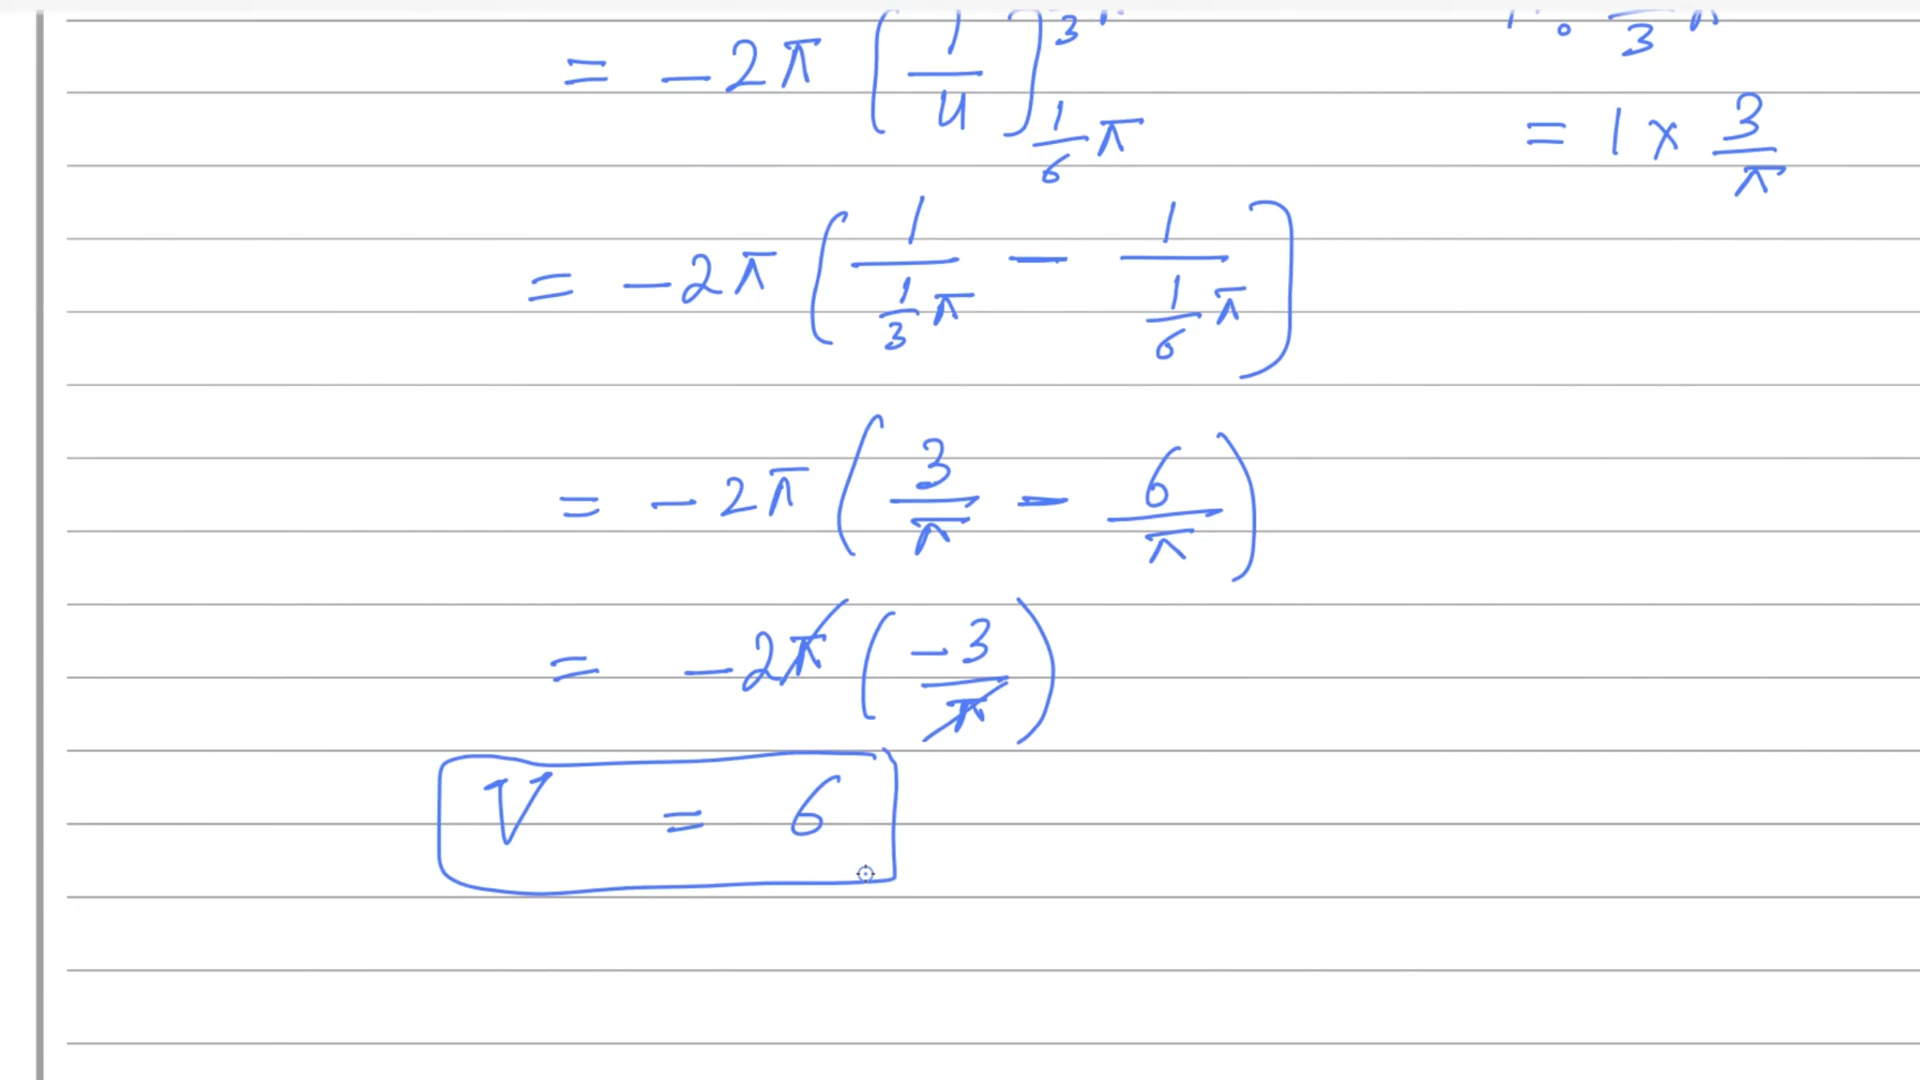 = -2π [1/u]_{1/6 π}^{1/3 π}
= 1 × 3/π
= -2π [1/(1/3 π) - 1/(1/6 π)]
= -2π (3/π - 6/π)
= -2π (-3/π)
V = 6